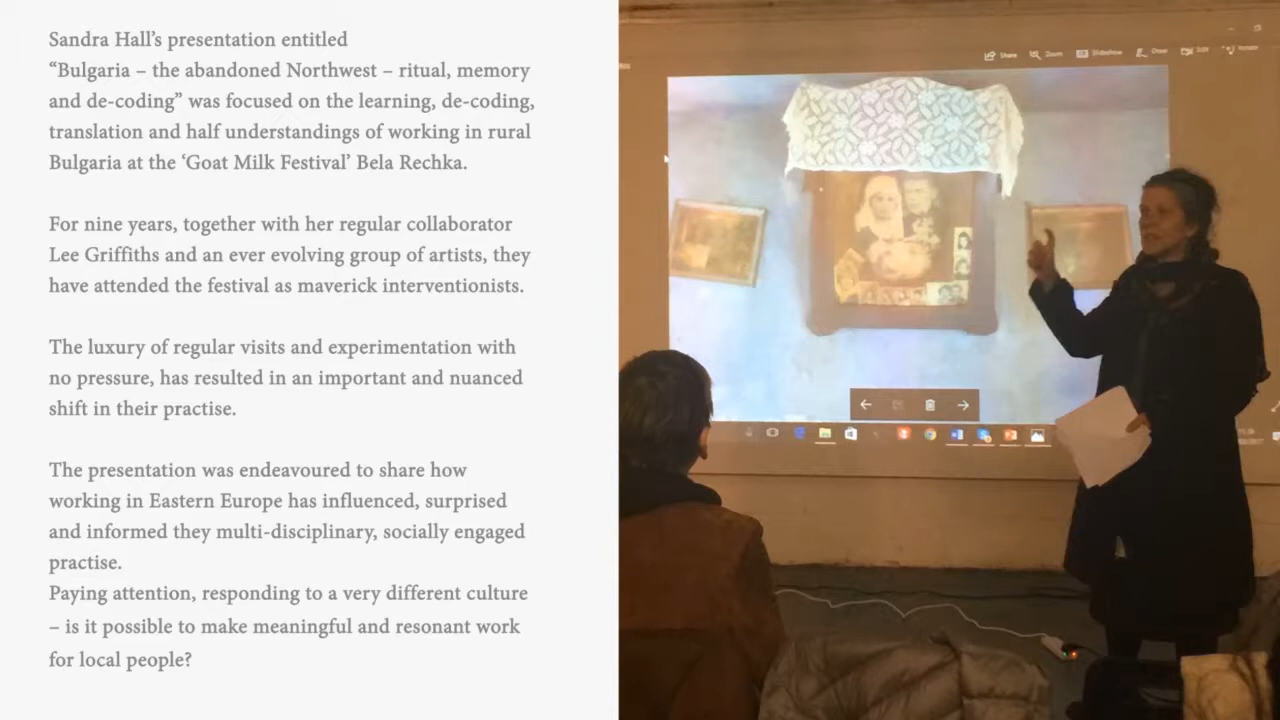 Sandra Hall’s presentation entitled
“Bulgaria – the abandoned Northwest – ritual, memory
and de-coding” was focused on the learning, de-coding,
translation and half understandings of working in rural
Bulgaria at the ‘Goat Milk Festival’ Bela Rechka.
For nine years, together with her regular collaborator
Lee Griffiths and an ever evolving group of artists, they
have attended the festival as maverick interventionists.
The luxury of regular visits and experimentation with
no pressure, has resulted in an important and nuanced
shift in their practise.
The presentation was endeavoured to share how
working in Eastern Europe has influenced, surprised
and informed they multi-disciplinary, socially engaged
practise.
Paying attention, responding to a very different culture
– is it possible to make meaningful and resonant work
for local people?
Share Zoom Slideshow Draw Edit